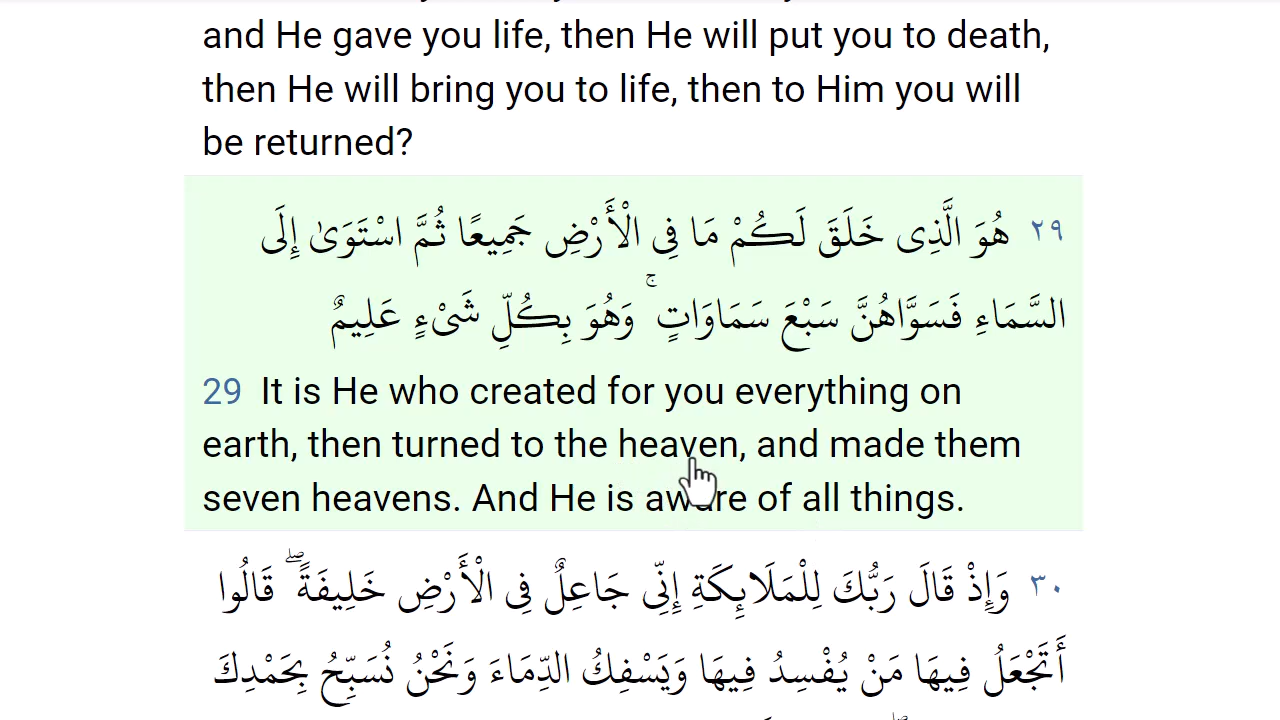 and He gave you life, then He will put you to death,
then He will bring you to life, then to Him you will
be returned?
٢٩ هُوَ الَّذِى خَلَقَ لَكُمْ مَا فِى الْأَرْضِ جَمِيعًا ثُمَّ اسْتَوَىٰ إِلَى
السَّمَاءِ فَسَوَّاهُنَّ سَبْعَ سَمَاوَاتٍ ۚ وَهُوَ بِكُلِّ شَىْءٍ عَلِيمٌ
29 It is He who created for you everything on
earth, then turned to the heaven, and made them
seven heavens. And He is aware of all things.
٣٠ وَإِذْ قَالَ رَبُّكَ لِلْمَلَائِكَةِ إِنِّى جَاعِلٌ فِى الْأَرْضِ خَلِيفَةً ۖ قَالُوا
أَتَجْعَلُ فِيهَا مَنْ يُفْسِدُ فِيهَا وَيَسْفِكُ الدِّمَاءَ وَنَحْنُ نُسَبِّحُ بِحَمْدِكَ